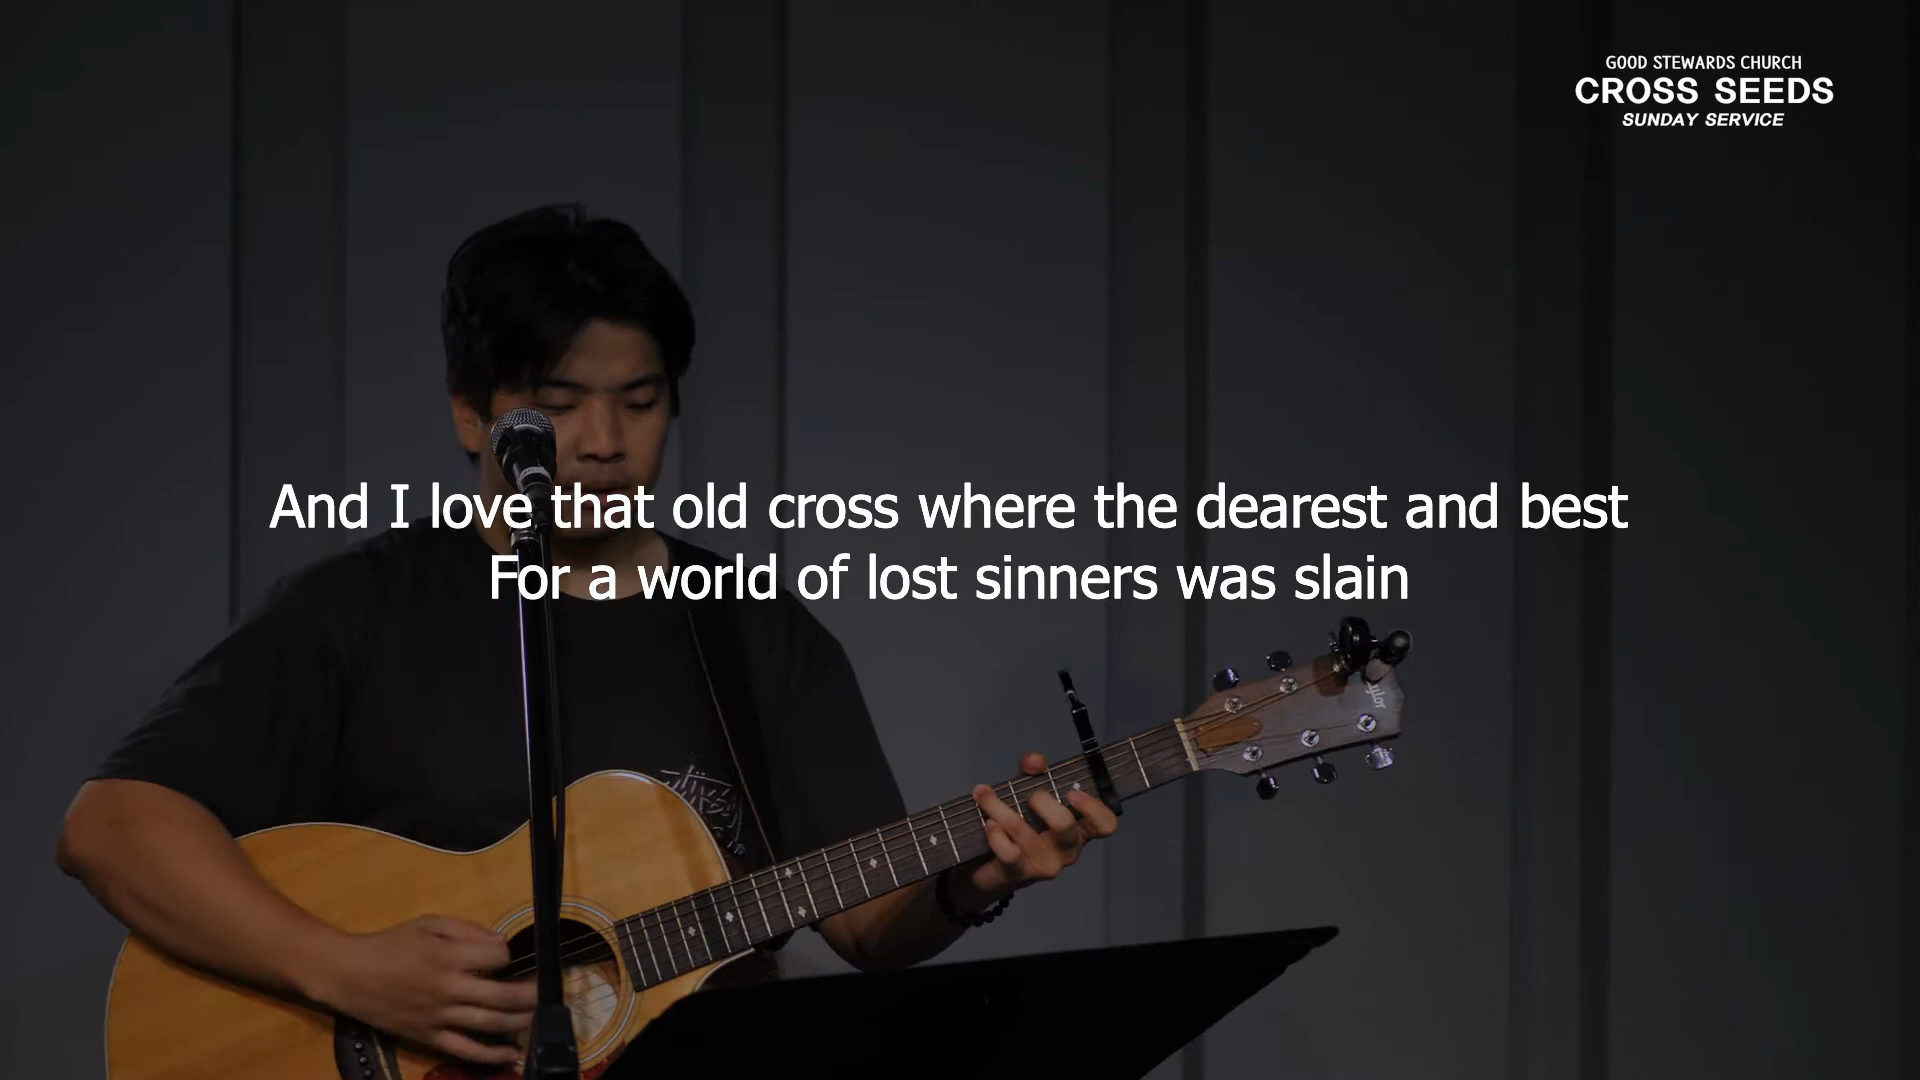 GOOD STEWARDS CHURCH
CROSS SEEDS
SUNDAY SERVICE
And I love that old cross where the dearest and best
For a world of lost sinners was slain